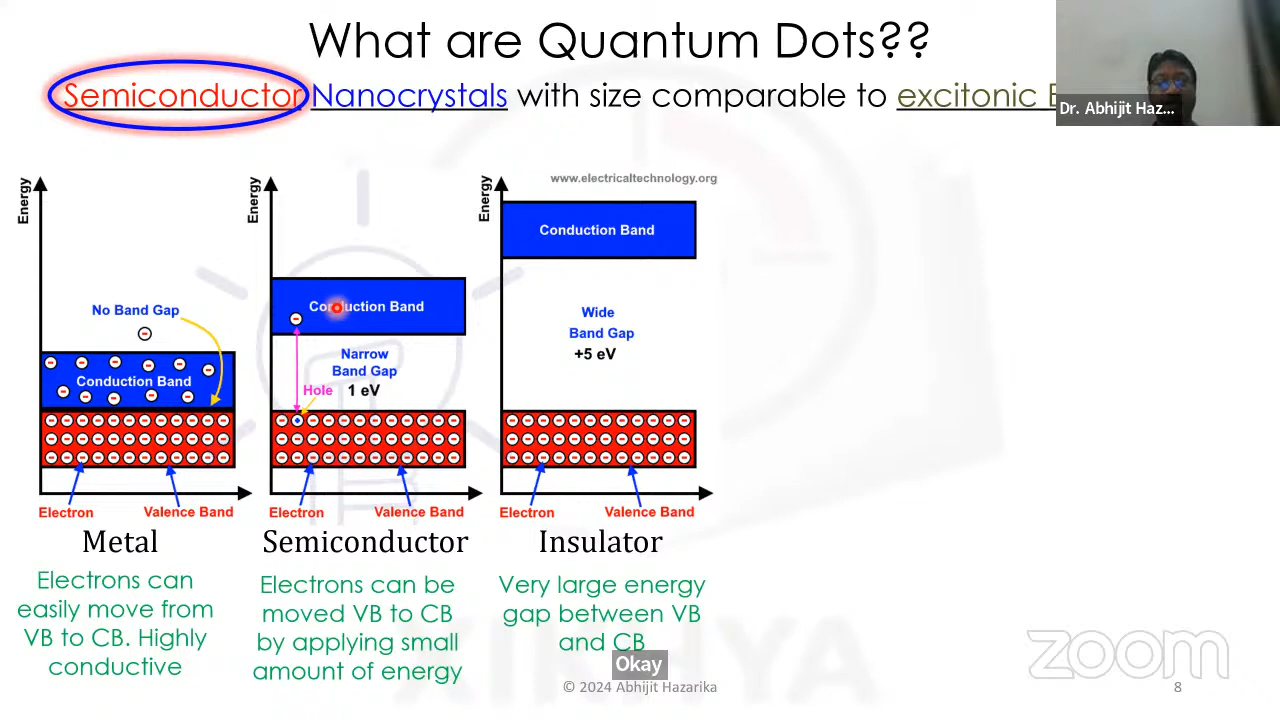 What are Quantum Dots??
Semiconductor Nanocrystals with size comparable to excitonic
Dr. Abhijit Haz...
www.electricaltechnology.org
Energy
Energy
Energy
No Band Gap
Conduction Band
Electron
Valence Band
Conduction Band
Narrow
Band Gap
1 eV
Hole
Electron
Valence Band
Conduction Band
Wide
Band Gap
+5 eV
Electron
Valence Band
Metal
Semiconductor
Insulator
Electrons can
easily move from
VB to CB. Highly
conductive
Electrons can be
moved VB to CB
by applying small
amount of energy
Very large energy
gap between VB
and CB
Okay
© 2024 Abhijit Hazarika
8
zoom